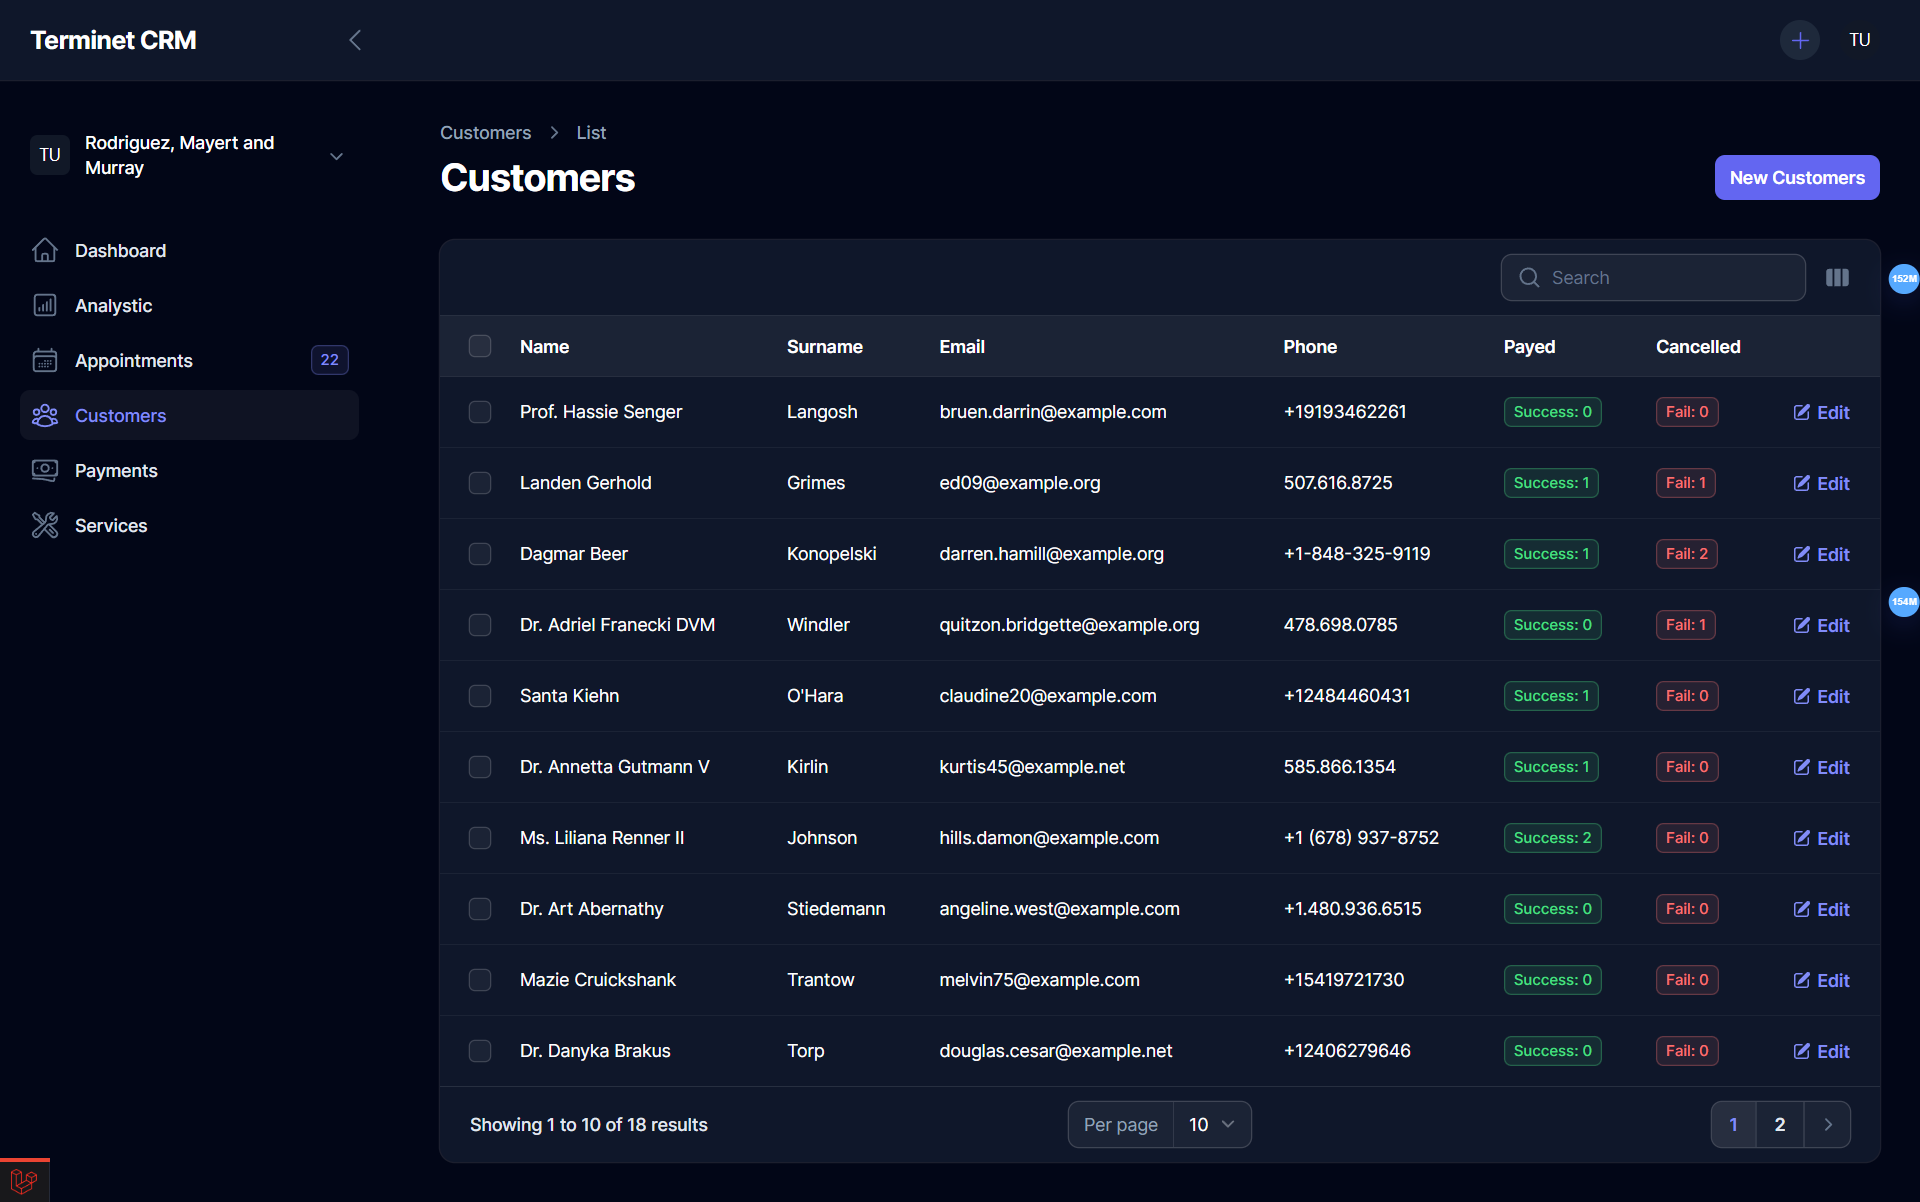 Terminet CRM
TU
TU
Rodriguez, Mayert and
Murray
Dashboard
Analystic
Appointments 22
Customers
Payments
Services
Customers List
Customers
New Customers
Search
152M
154M
Name Surname Email Phone Payed Cancelled
Prof. Hassie Senger Langosh bruen.darrin@example.com +19193462261 Success: 0 Fail: 0 Edit
Landen Gerhold Grimes ed09@example.org 507.616.8725 Success: 1 Fail: 1 Edit
Dagmar Beer Konopelski darren.hamill@example.org +1-848-325-9119 Success: 1 Fail: 2 Edit
Dr. Adriel Franecki DVM Windler quitzon.bridgette@example.org 478.698.0785 Success: 0 Fail: 1 Edit
Santa Kiehn O'Hara claudine20@example.com +12484460431 Success: 1 Fail: 0 Edit
Dr. Annetta Gutmann V Kirlin kurtis45@example.net 585.866.1354 Success: 1 Fail: 0 Edit
Ms. Liliana Renner II Johnson hills.damon@example.com +1 (678) 937-8752 Success: 2 Fail: 0 Edit
Dr. Art Abernathy Stiedemann angeline.west@example.com +1.480.936.6515 Success: 0 Fail: 0 Edit
Mazie Cruickshank Trantow melvin75@example.com +15419721730 Success: 0 Fail: 0 Edit
Dr. Danyka Brakus Torp douglas.cesar@example.net +12406279646 Success: 0 Fail: 0 Edit
Showing 1 to 10 of 18 results Per page 10 1 2